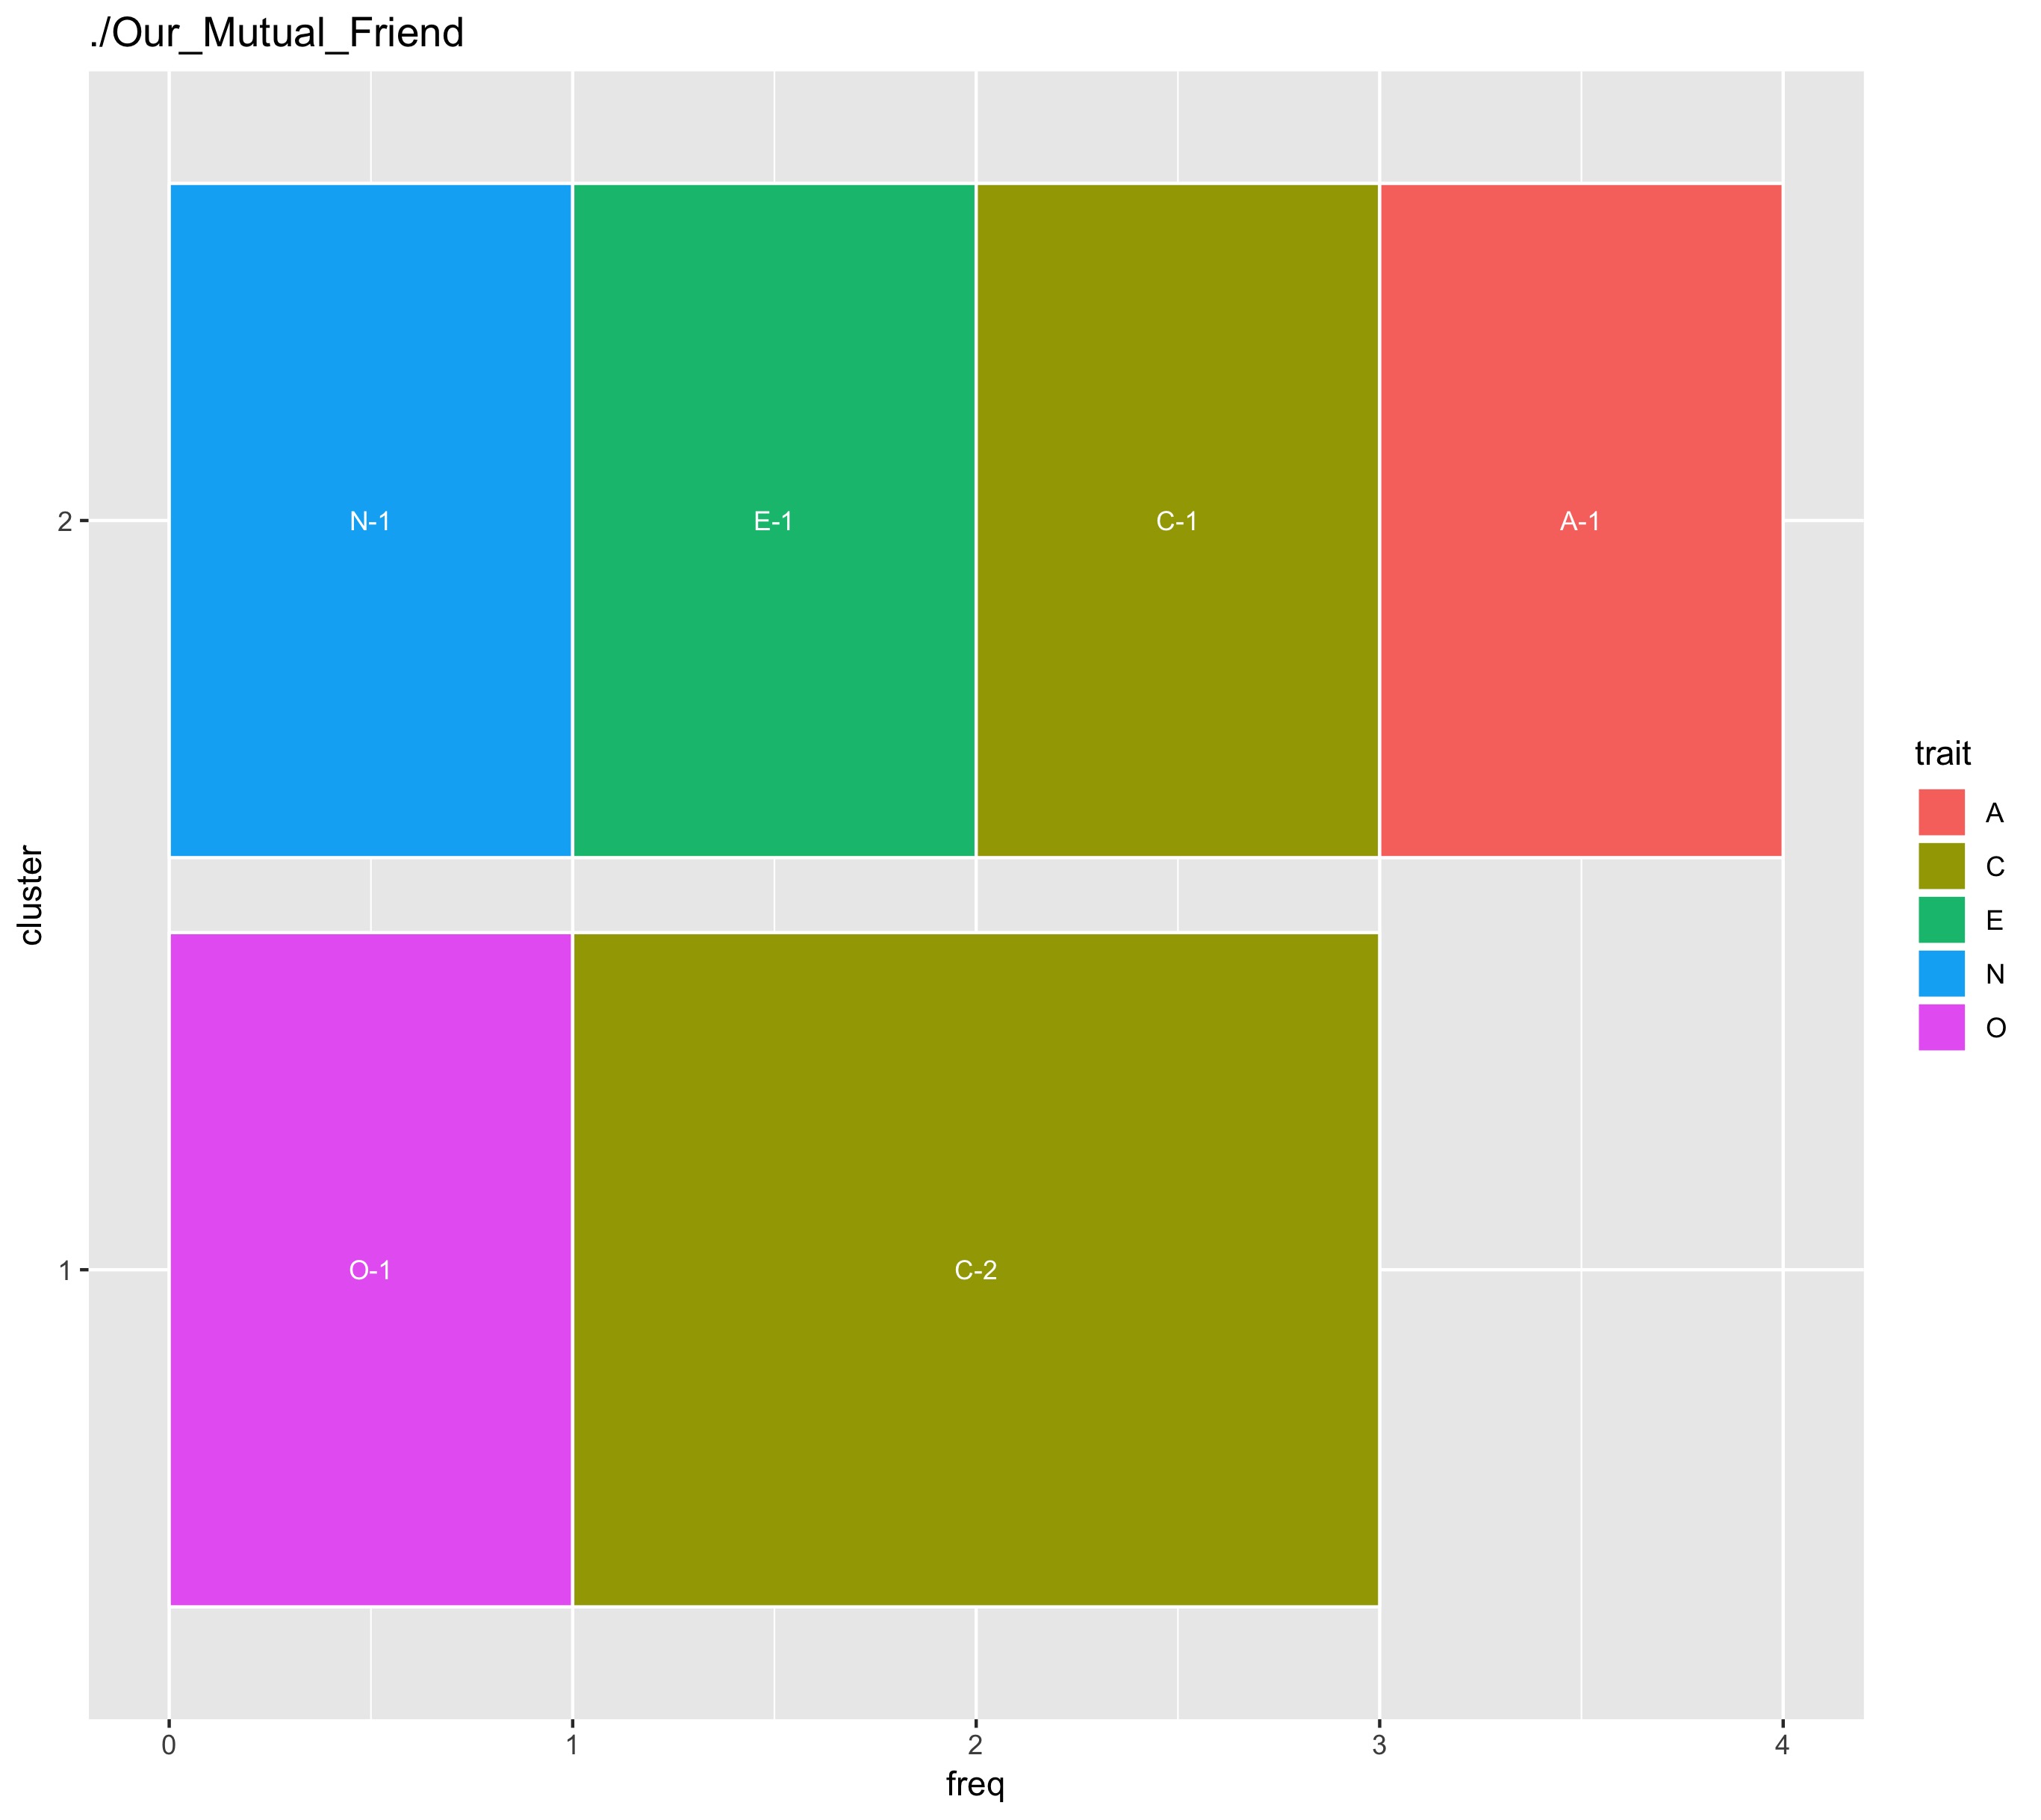 ./Our_Mutual_Friend
cluster
2
N-1
E-1
C-1
A-1
1
O-1
C-2
0
1
2
3
4
freq
trait
A
C
E
N
O